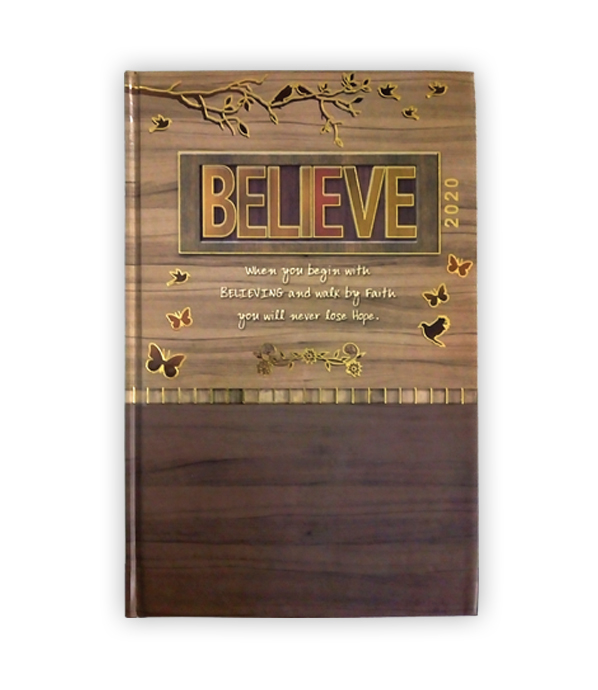 BELIEVE
2020
When you begin with
BELIEVING and walk by Faith
you will never lose Hope.